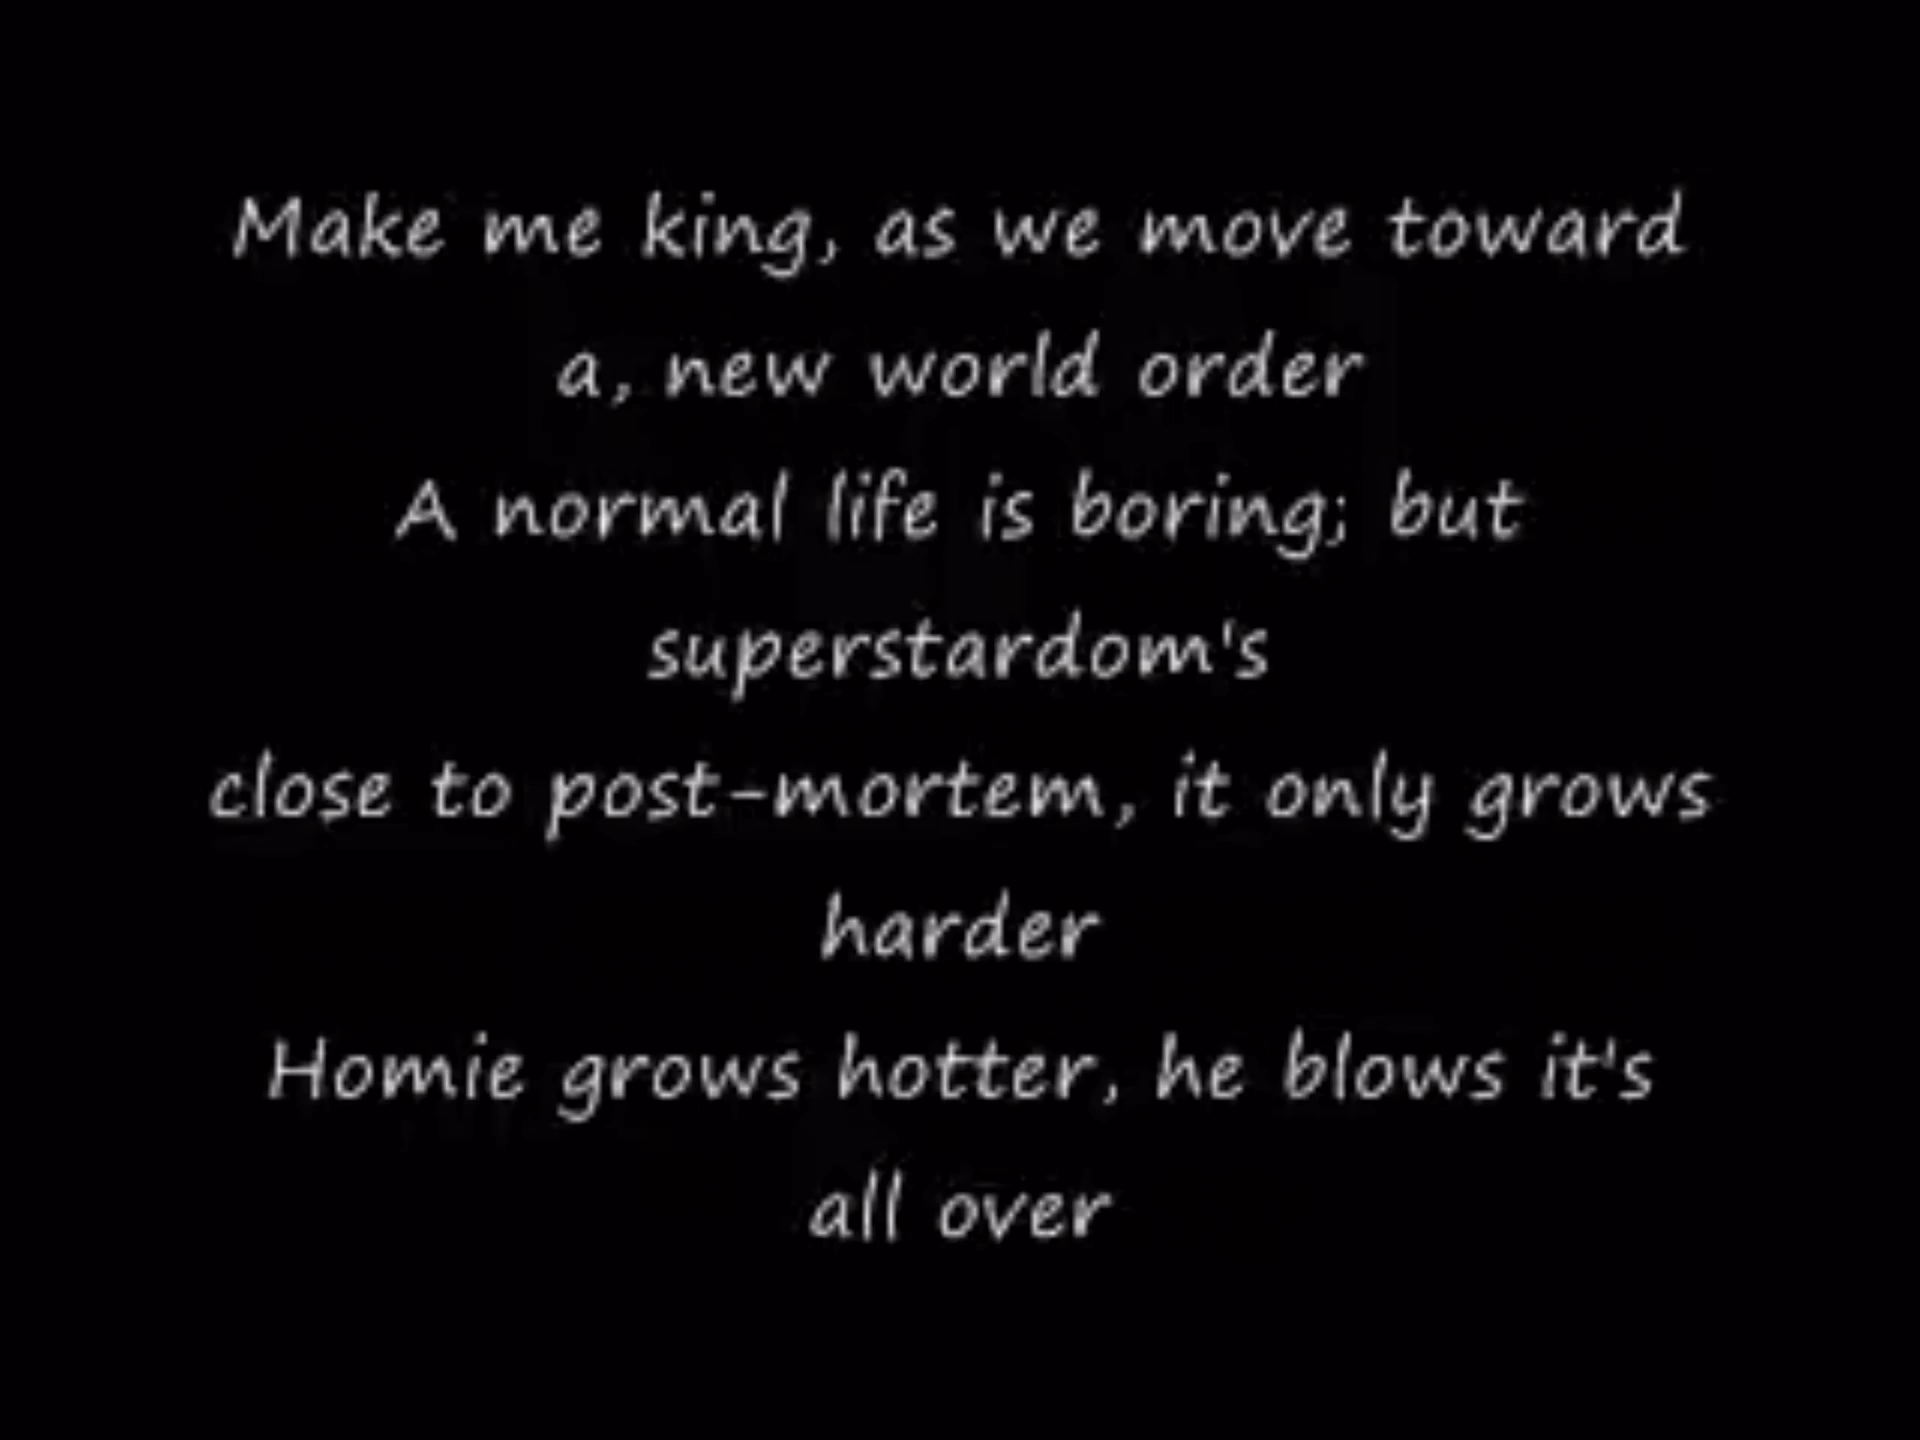 Make me king, as we move toward
a, new world order
A normal life is boring; but
superstardom's
close to post-mortem, it only grows
harder
Homie grows hotter, he blows it's
all over